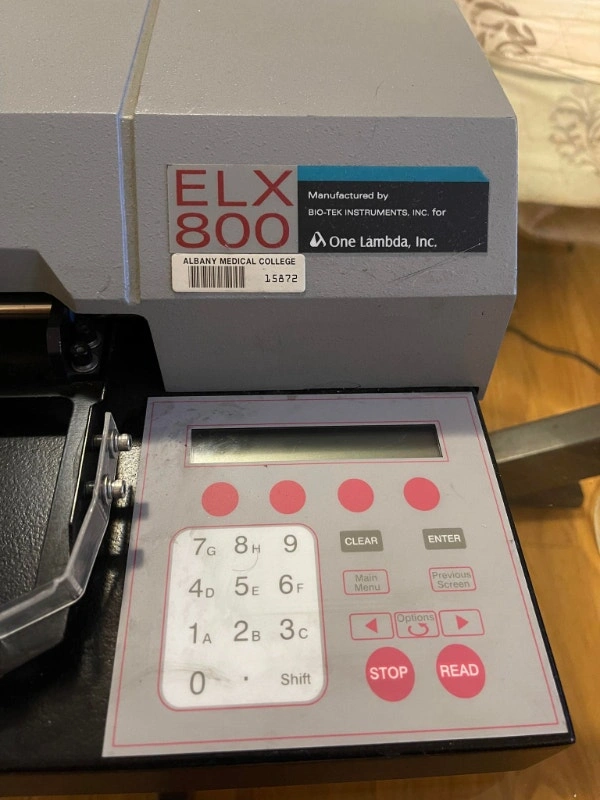 ELX
800
Manufactured by
BIO-TEK INSTRUMENTS, INC. for
One Lambda, Inc.
ALBANY MEDICAL COLLEGE
15872
7G 8H 9
4D 5E 6F
1A 2B 3C
0 . Shift
CLEAR ENTER
Main
Menu
Previous
Screen
Options
STOP READ